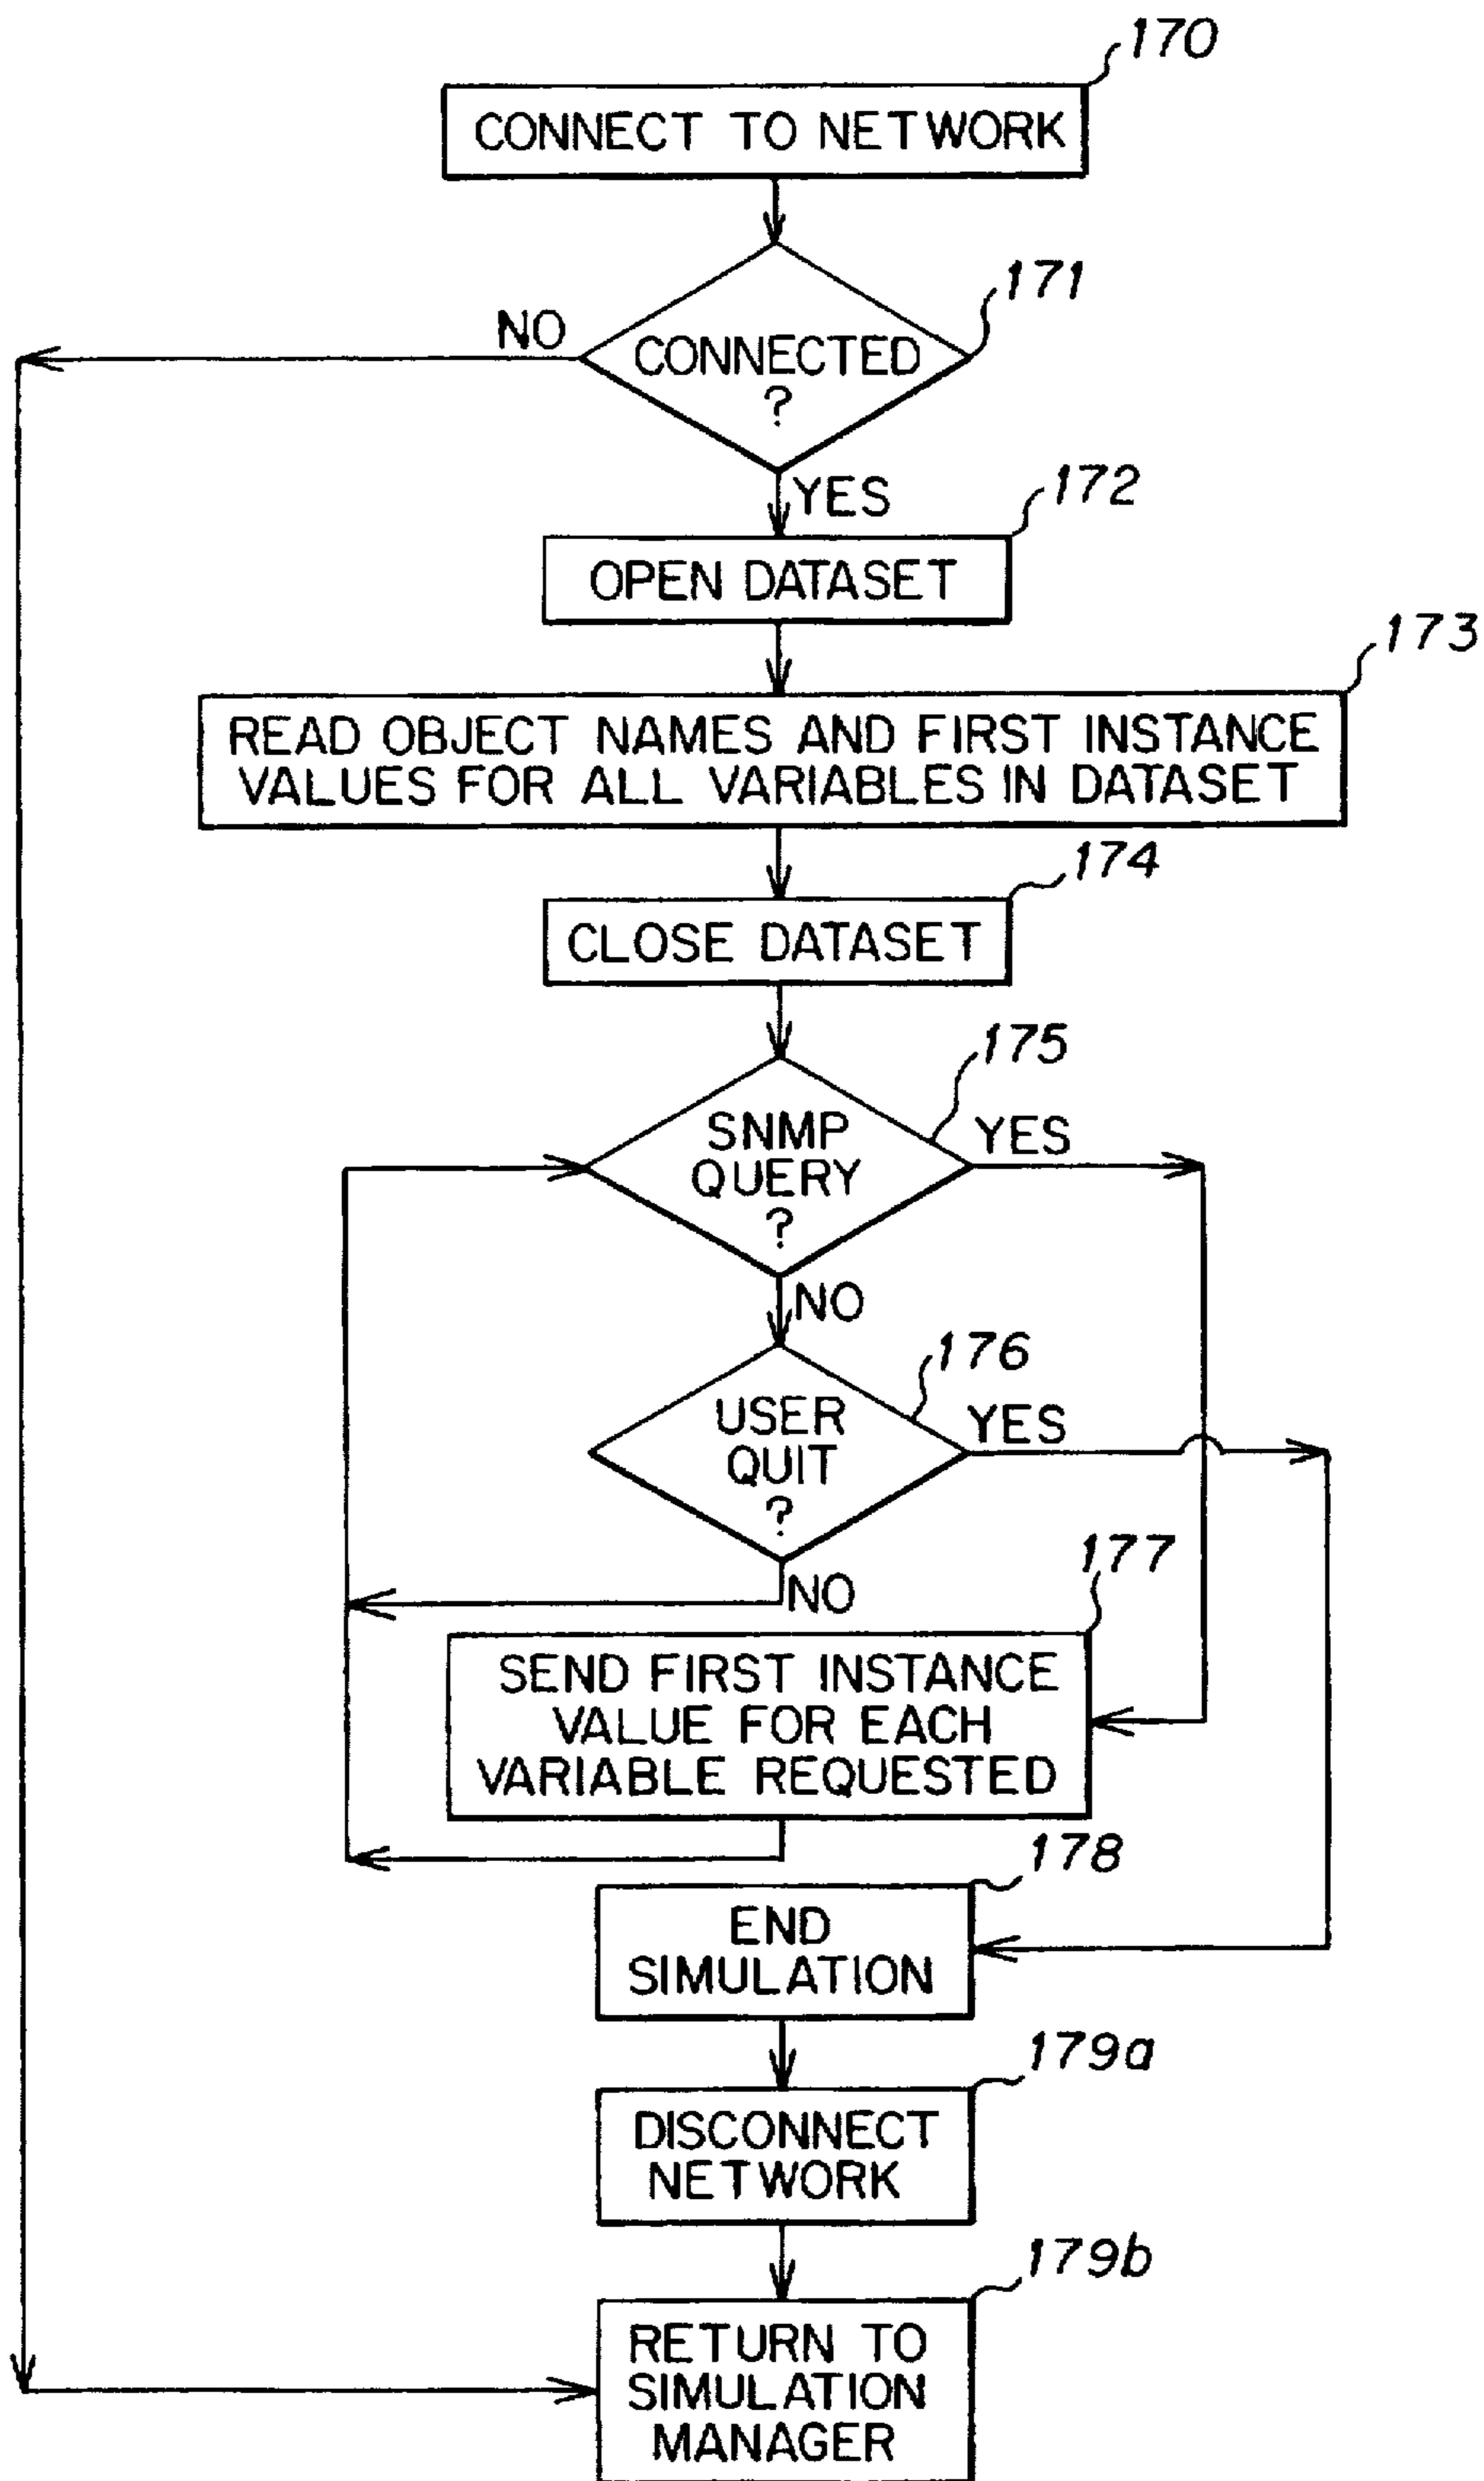 170
CONNECT TO NETWORK
171
NO
CONNECTED
?
YES
172
OPEN DATASET
173
READ OBJECT NAMES AND FIRST INSTANCE
VALUES FOR ALL VARIABLES IN DATASET
174
CLOSE DATASET
175
SNMP
QUERY
?
YES
NO
176
USER
QUIT
?
YES
NO
177
SEND FIRST INSTANCE
VALUE FOR EACH
VARIABLE REQUESTED
178
END
SIMULATION
179a
DISCONNECT
NETWORK
179b
RETURN TO
SIMULATION
MANAGER